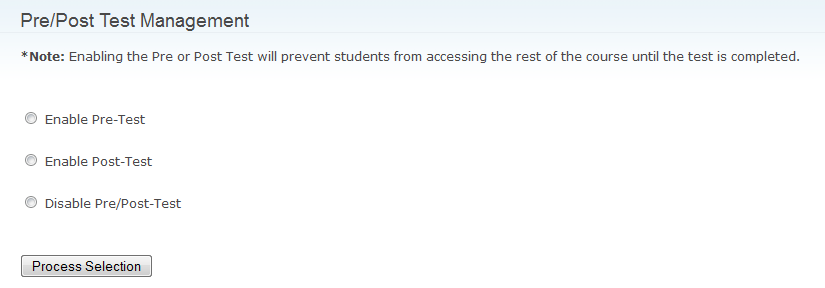 Pre/Post Test Management
*Note: Enabling the Pre or Post Test will prevent students from accessing the rest of the course until the test is completed.
Enable Pre-Test
Enable Post-Test
Disable Pre/Post-Test
Process Selection